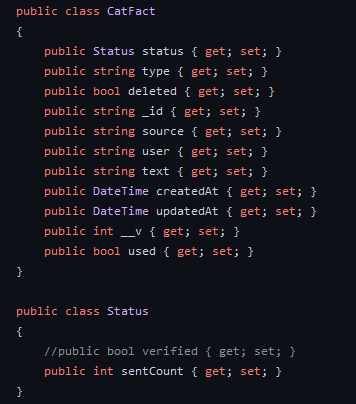 public class CatFact
{
    public Status status { get; set; }
    public string type { get; set; }
    public bool deleted { get; set; }
    public string _id { get; set; }
    public string source { get; set; }
    public string user { get; set; }
    public string text { get; set; }
    public DateTime createdAt { get; set; }
    public DateTime updatedAt { get; set; }
    public int __v { get; set; }
    public bool used { get; set; }
}

public class Status
{
    //public bool verified { get; set; }
    public int sentCount { get; set; }
}